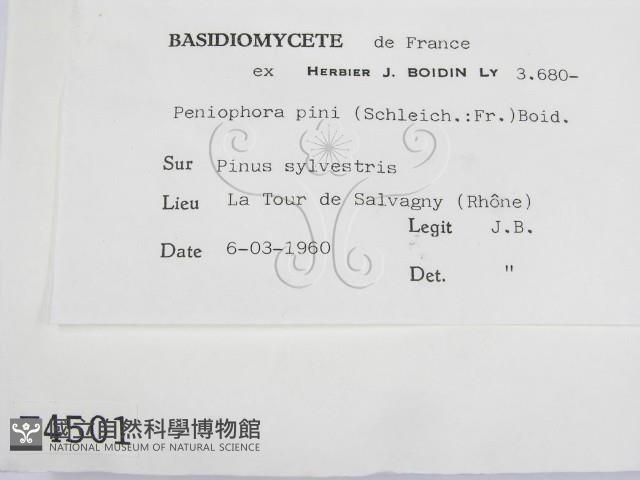 BASIDIOMYCETE de France
ex HERBIER J. BOIDIN LY 3.680-
Peniophora pini (Schleich.:Fr.)Boid.
Sur Pinus sylvestris
Lieu La Tour de Salvagny (Rhône)
Legit J.B.
Date 6-03-1960
Det. "
74501
國立自然科學博物館
NATIONAL MUSEUM OF NATURAL SCIENCE